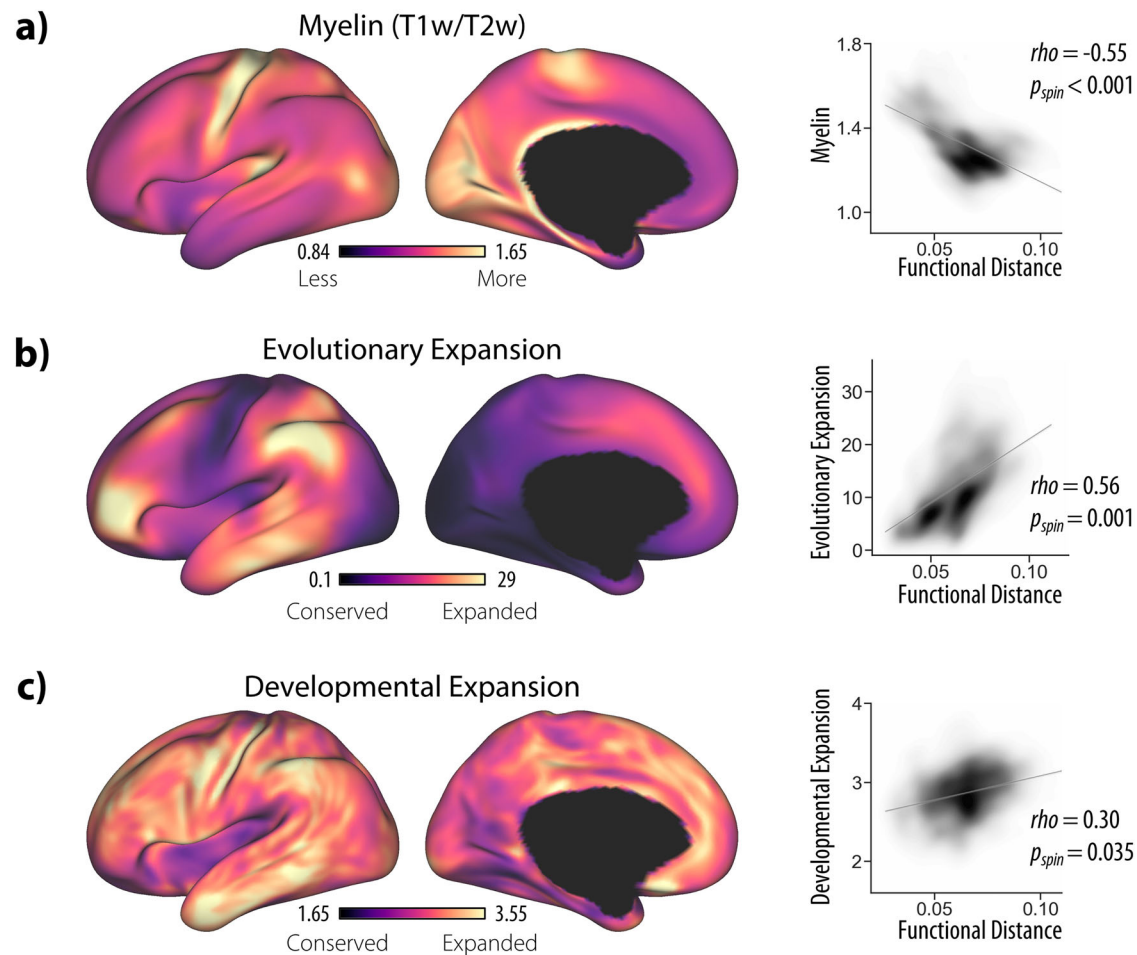 a)
Myelin (T1w/T2w)
0.84
1.65
Less
More
1.8
1.4
1.0
Myelin
rho = -0.55
p_spin < 0.001
0.05
0.10
Functional Distance
b)
Evolutionary Expansion
0.1
29
Conserved
Expanded
30
20
10
0
Evolutionary Expansion
rho = 0.56
p_spin = 0.001
0.05
0.10
Functional Distance
c)
Developmental Expansion
1.65
3.55
Conserved
Expanded
4
3
2
Developmental Expansion
rho = 0.30
p_spin = 0.035
0.05
0.10
Functional Distance